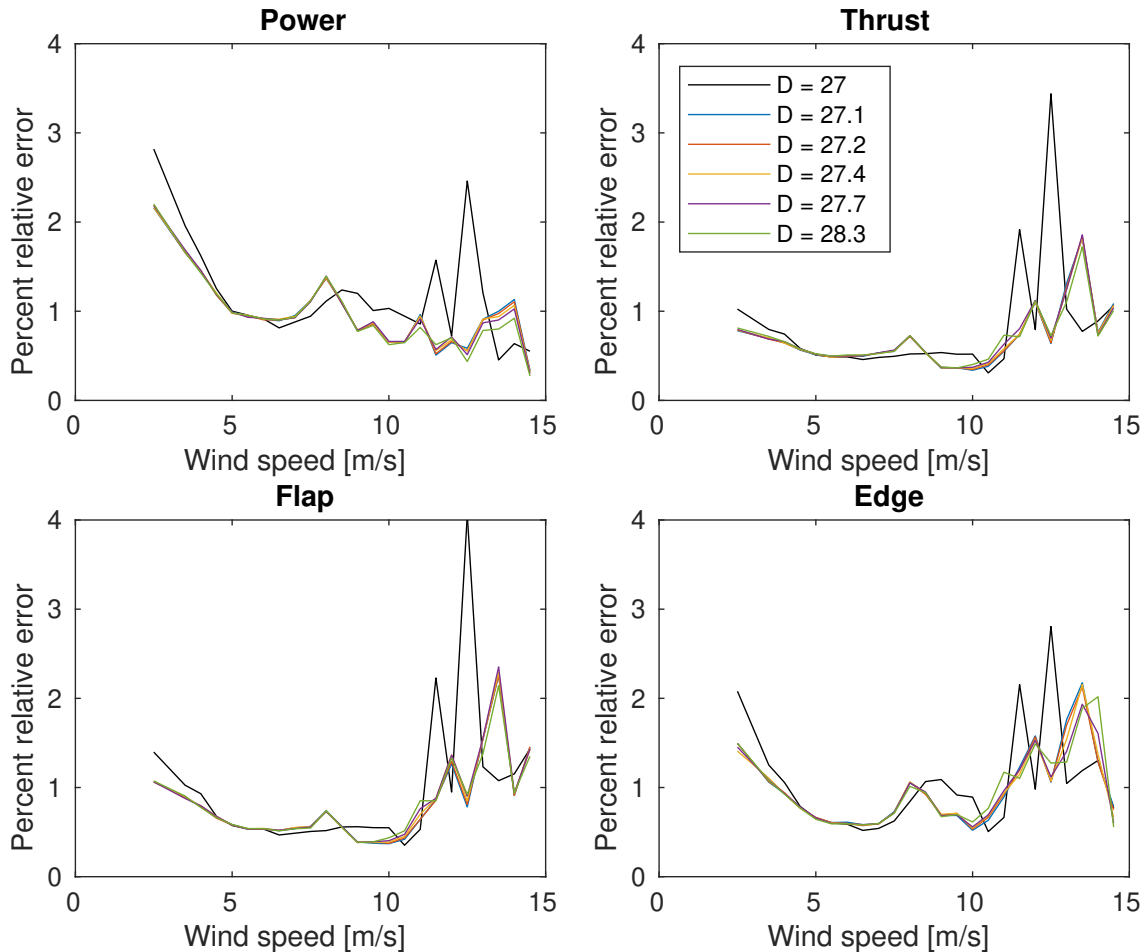 Power
4
3
2
1
0
Percent relative error
0 5 10 15
Wind speed [m/s]
Thrust
4
3
2
1
0
Percent relative error
D = 27
D = 27.1
D = 27.2
D = 27.4
D = 27.7
D = 28.3
0 5 10 15
Wind speed [m/s]
Flap
4
3
2
1
0
Percent relative error
0 5 10 15
Wind speed [m/s]
Edge
4
3
2
1
0
Percent relative error
0 5 10 15
Wind speed [m/s]